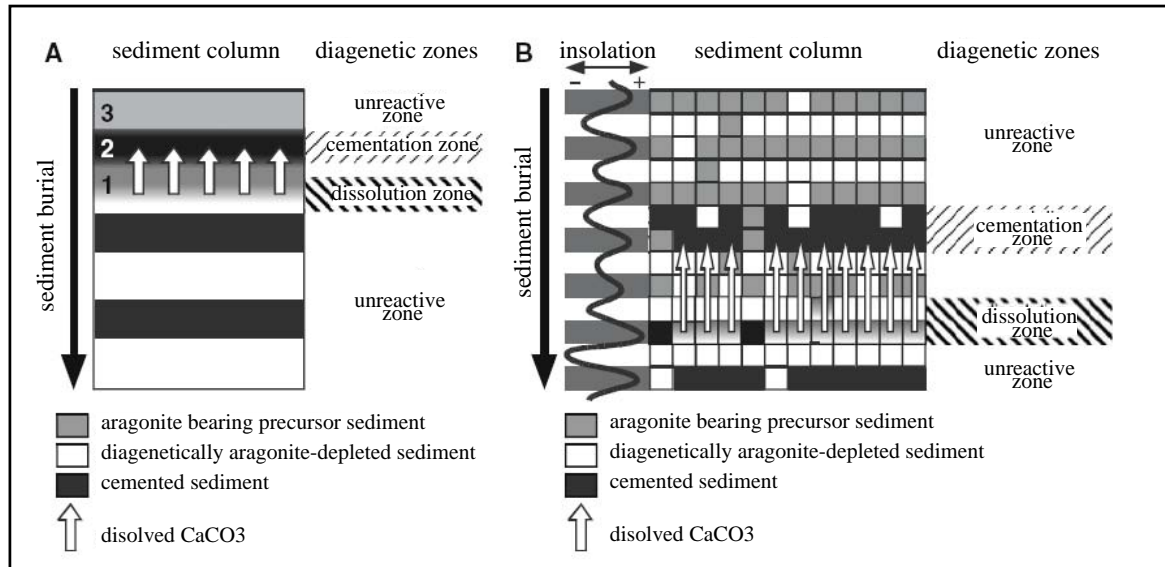 A sediment column diagenetic zones
sediment burial
3
2
1
unreactive
zone
cementation zone
dissolution zone
unreactive
zone
aragonite bearing precursor sediment
diagenetically aragonite-depleted sediment
cemented sediment
disolved CaCO3
B insolation sediment column diagenetic zones
− +
sediment burial
unreactive
zone
cementation
zone
dissolution
zone
unreactive
zone
aragonite bearing precursor sediment
diagenetically aragonite-depleted sediment
cemented sediment
disolved CaCO3